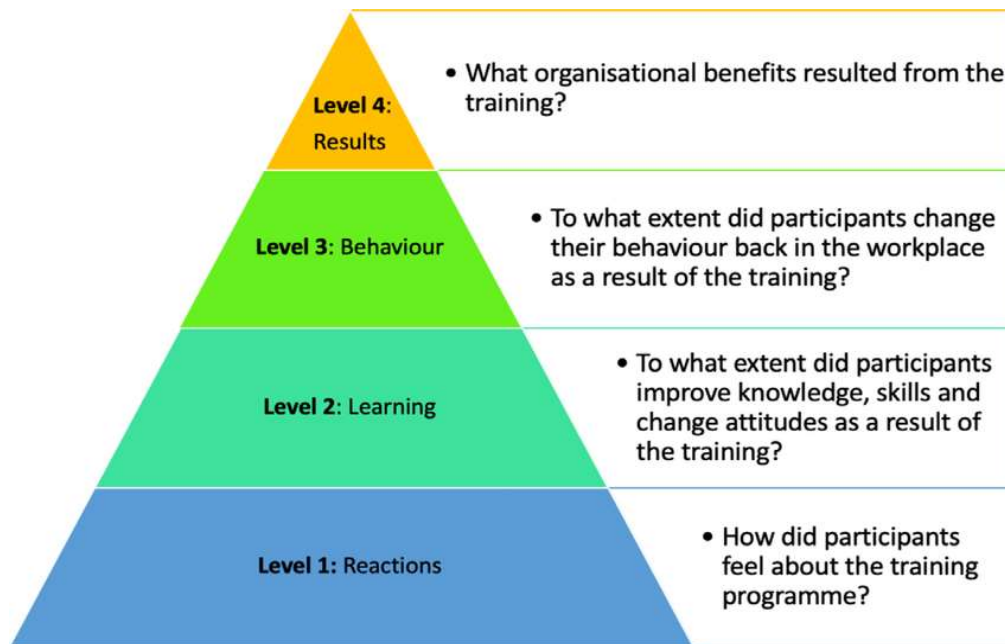 Level 4:
Results
• What organisational benefits resulted from the
training?
Level 3: Behaviour
• To what extent did participants change
their behaviour back in the workplace
as a result of the training?
Level 2: Learning
• To what extent did participants
improve knowledge, skills and
change attitudes as a result of
the training?
Level 1: Reactions
• How did participants
feel about the training
programme?